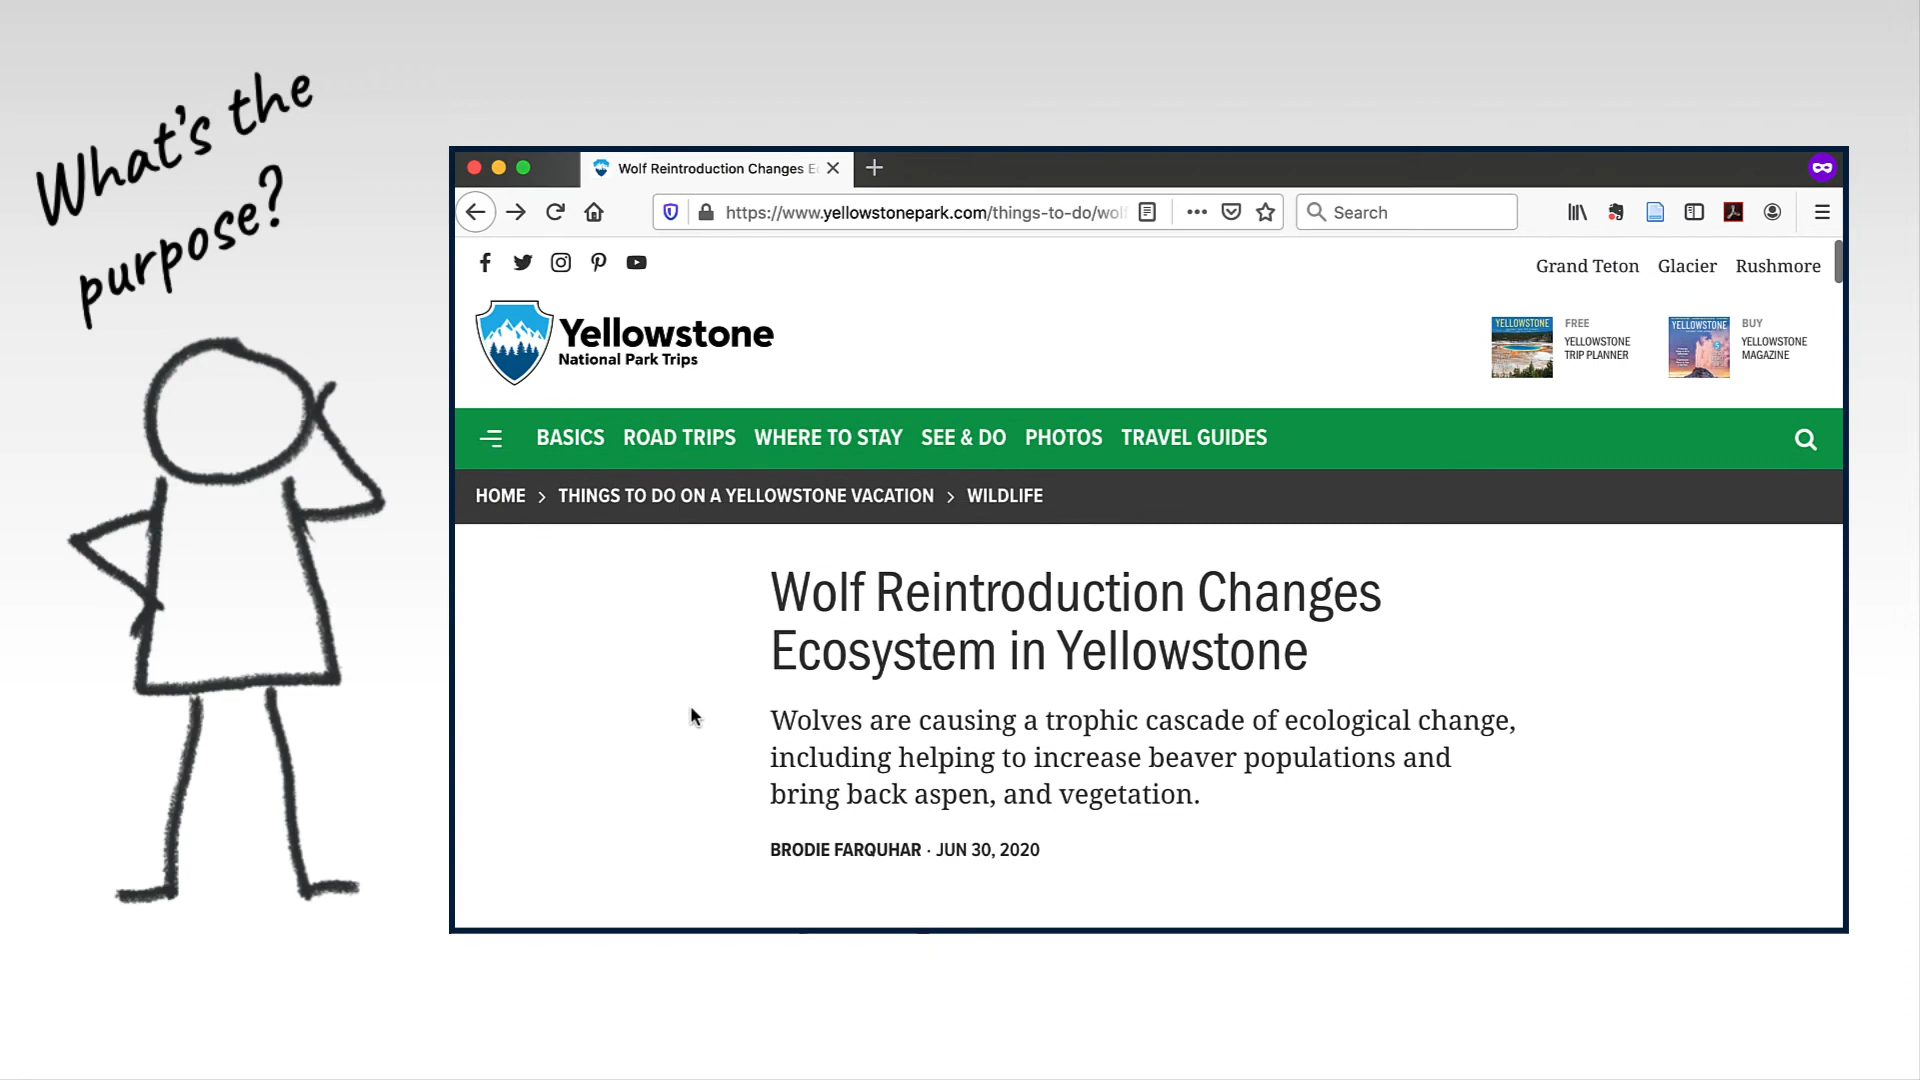 What's the
purpose?
Wolf Reintroduction Changes E
https://www.yellowstonepark.com/things-to-do/wolf
Search
Grand Teton Glacier Rushmore
Yellowstone
National Park Trips
YELLOWSTONE
FREE
YELLOWSTONE
TRIP PLANNER
YELLOWSTONE
BUY
YELLOWSTONE
MAGAZINE
BASICS ROAD TRIPS WHERE TO STAY SEE & DO PHOTOS TRAVEL GUIDES
HOME > THINGS TO DO ON A YELLOWSTONE VACATION > WILDLIFE
Wolf Reintroduction Changes
Ecosystem in Yellowstone
Wolves are causing a trophic cascade of ecological change,
including helping to increase beaver populations and
bring back aspen, and vegetation.
BRODIE FARQUHAR · JUN 30, 2020